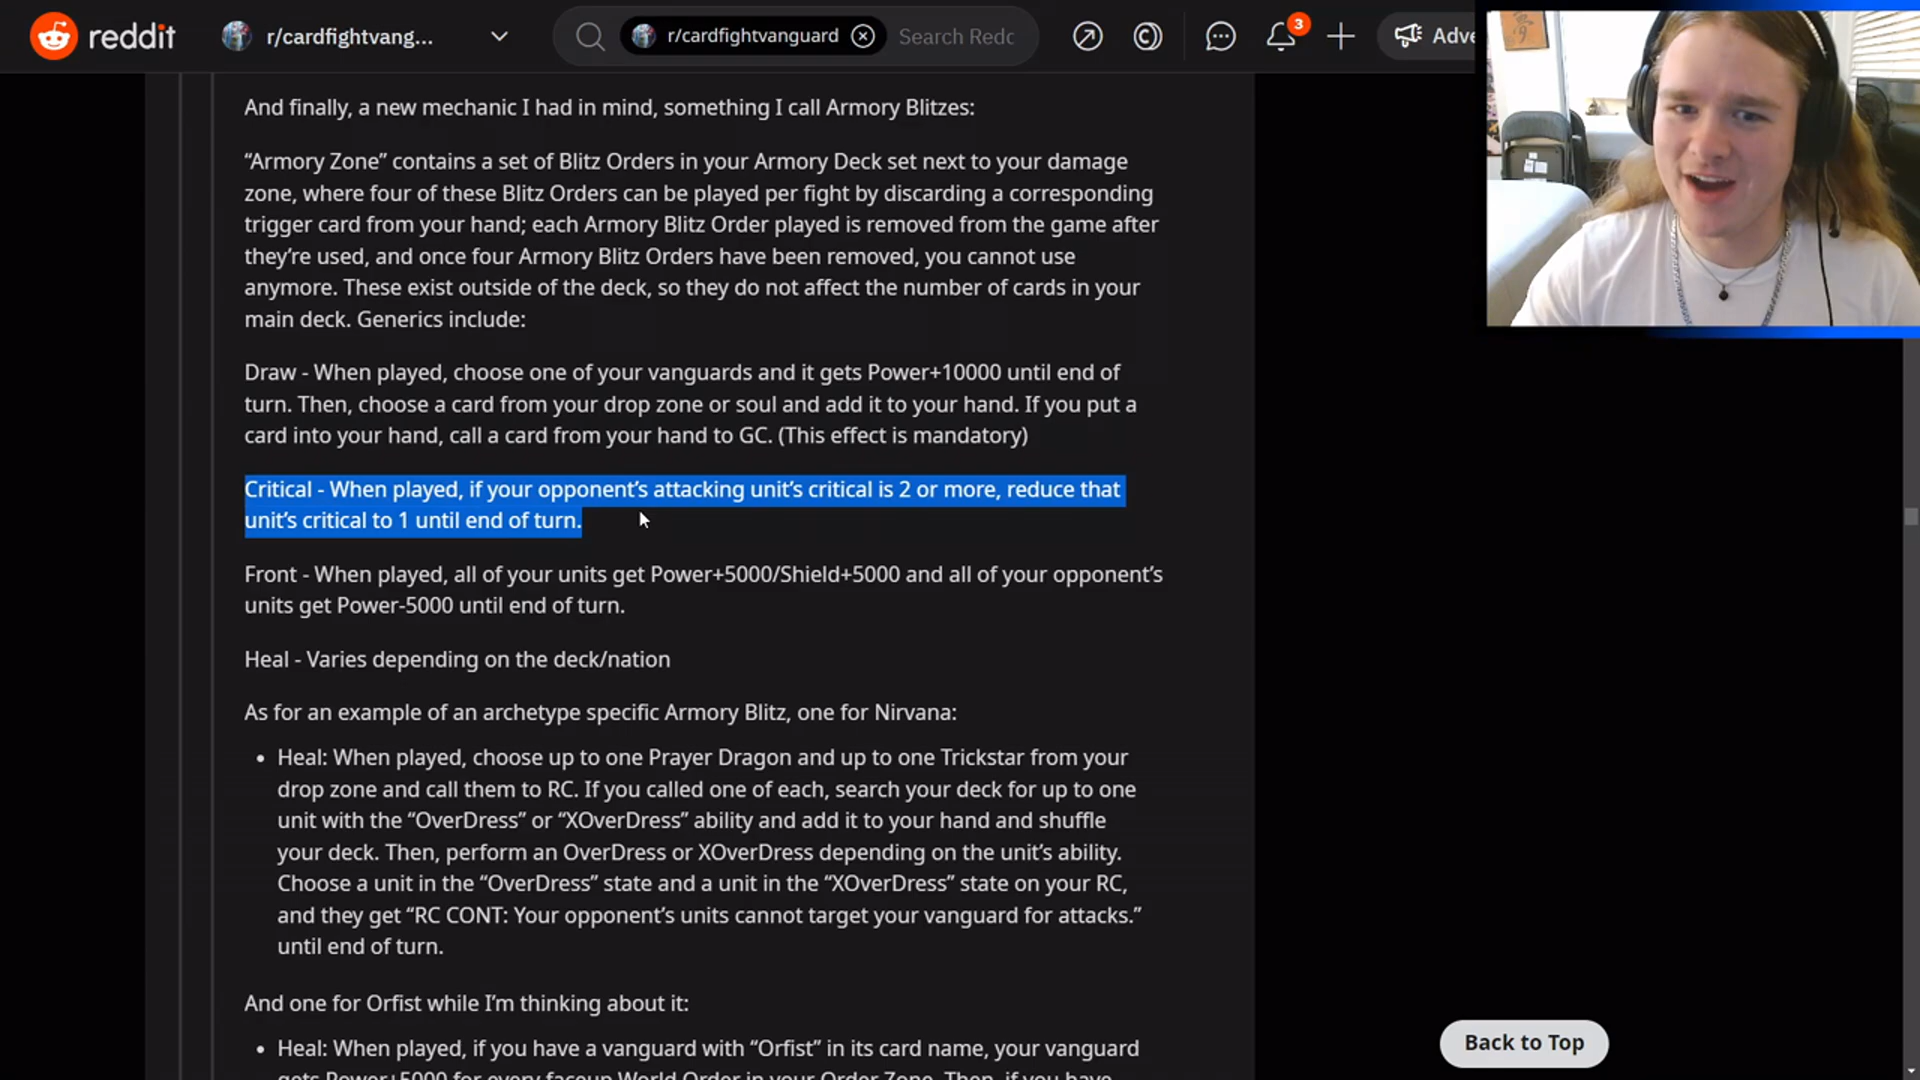 reddit
r/cardfightvang...
r/cardfightvanguard
Search Redc
3
Adve
And finally, a new mechanic I had in mind, something I call Armory Blitzes:
“Armory Zone” contains a set of Blitz Orders in your Armory Deck set next to your damage
zone, where four of these Blitz Orders can be played per fight by discarding a corresponding
trigger card from your hand; each Armory Blitz Order played is removed from the game after
they’re used, and once four Armory Blitz Orders have been removed, you cannot use
anymore. These exist outside of the deck, so they do not affect the number of cards in your
main deck. Generics include:
Draw - When played, choose one of your vanguards and it gets Power+10000 until end of
turn. Then, choose a card from your drop zone or soul and add it to your hand. If you put a
card into your hand, call a card from your hand to GC. (This effect is mandatory)
Critical - When played, if your opponent’s attacking unit’s critical is 2 or more, reduce that
unit’s critical to 1 until end of turn.
Front - When played, all of your units get Power+5000/Shield+5000 and all of your opponent’s
units get Power-5000 until end of turn.
Heal - Varies depending on the deck/nation
As for an example of an archetype specific Armory Blitz, one for Nirvana:
• Heal: When played, choose up to one Prayer Dragon and up to one Trickstar from your
drop zone and call them to RC. If you called one of each, search your deck for up to one
unit with the “OverDress” or “XOverDress” ability and add it to your hand and shuffle
your deck. Then, perform an OverDress or XOverDress depending on the unit’s ability.
Choose a unit in the “OverDress” state and a unit in the “XOverDress” state on your RC,
and they get “RC CONT: Your opponent’s units cannot target your vanguard for attacks.”
until end of turn.
And one for Orfist while I’m thinking about it:
• Heal: When played, if you have a vanguard with “Orfist” in its card name, your vanguard
gets Power+5000 for every faceup World Order in your Order Zone. Then, if you have
Back to Top